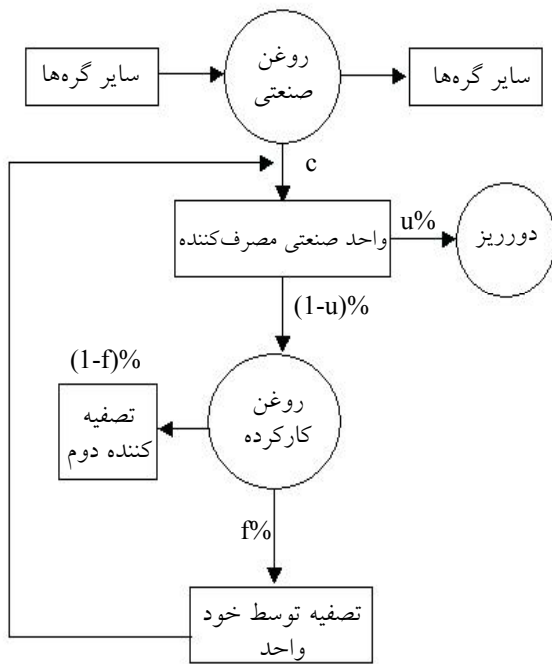 سایر گره‌ها
روغن
صنعتی
سایر گره‌ها
c
واحد صنعتی مصرف‌کننده
u%
دورریز
(1-u)%
(1-f)%
روغن
کارکرده
تصفیه
کننده دوم
f%
تصفیه توسط خود
واحد